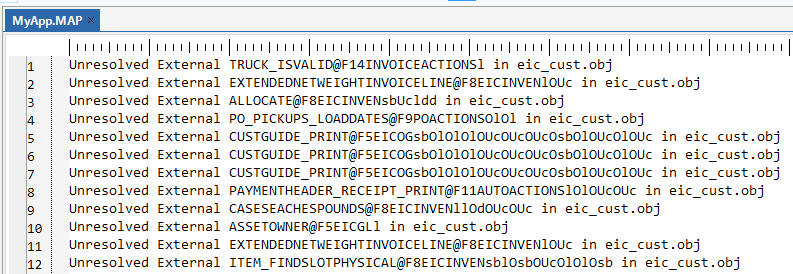 MyApp.MAP
1 Unresolved External TRUCK_ISVALID@F14INVOICEACTIONSl in eic_cust.obj
2 Unresolved External EXTENDEDNETWEIGHTINVOICELINE@F8EICINVENlOUc in eic_cust.obj
3 Unresolved External ALLOCATE@F8EICINVENsbUcldd in eic_cust.obj
4 Unresolved External PO_PICKUPS_LOADDATES@F9POACTIONSOlOl in eic_cust.obj
5 Unresolved External CUSTGUIDE_PRINT@F5EICOGsbOlOlOlOUcOUcOUcOsbOlOUcOlOUc in eic_cust.obj
6 Unresolved External CUSTGUIDE_PRINT@F5EICOGsbOlOlOlOUcOUcOUcOsbOlOUcOlOUc in eic_cust.obj
7 Unresolved External CUSTGUIDE_PRINT@F5EICOGsbOlOlOlOUcOUcOUcOsbOlOUcOlOUc in eic_cust.obj
8 Unresolved External PAYMENTHEADER_RECEIPT_PRINT@F11AUTOACTIONSlOlOUcOUc in eic_cust.obj
9 Unresolved External CASESEACHESPOUNDS@F8EICINVENllOdOUcOUc in eic_cust.obj
10 Unresolved External ASSETOWNER@F5EICGLl in eic_cust.obj
11 Unresolved External EXTENDEDNETWEIGHTINVOICELINE@F8EICINVENlOUc in eic_cust.obj
12 Unresolved External ITEM_FINDSLOTPHYSICAL@F8EICINVENsblOsbOUcOlOlOsb in eic_cust.obj